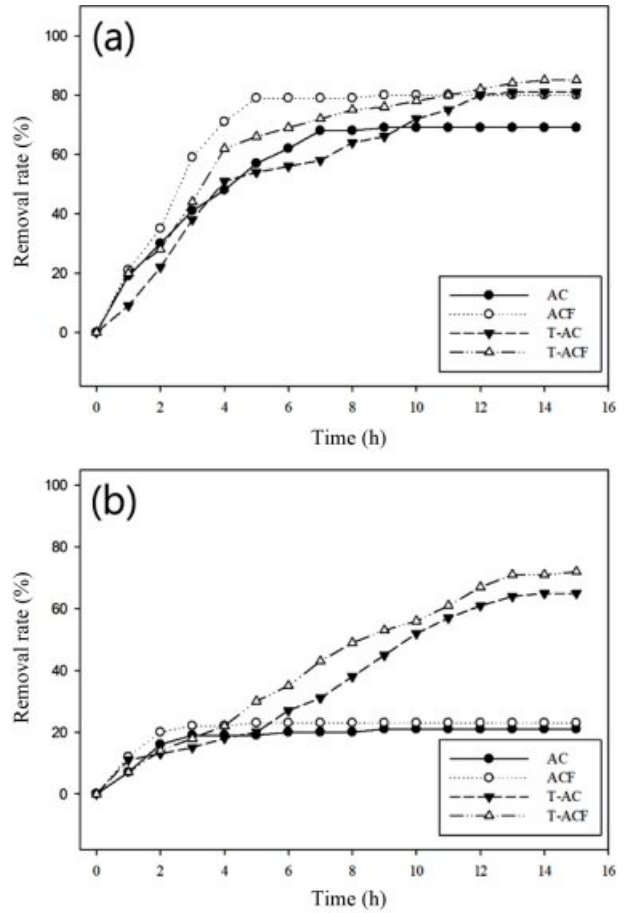 (a)
Removal rate (%)
100
80
60
40
20
0
AC
ACF
T-AC
T-ACF
0 2 4 6 8 10 12 14 16
Time (h)
(b)
Removal rate (%)
100
80
60
40
20
0
AC
ACF
T-AC
T-ACF
0 2 4 6 8 10 12 14 16
Time (h)